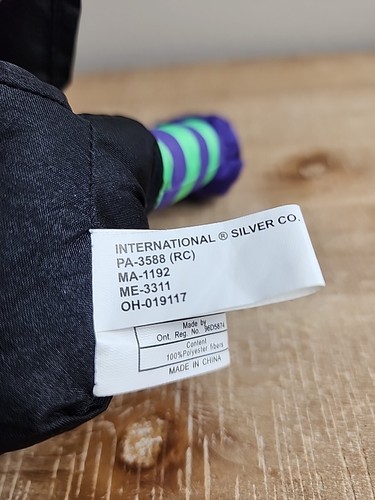 INTERNATIONAL ® SILVER CO.
PA-3588 (RC)
MA-1192
ME-3311
OH-019117
Made by
Ont. Reg. No. 96D5874
Content
100%Polyester fibers
MADE IN CHINA